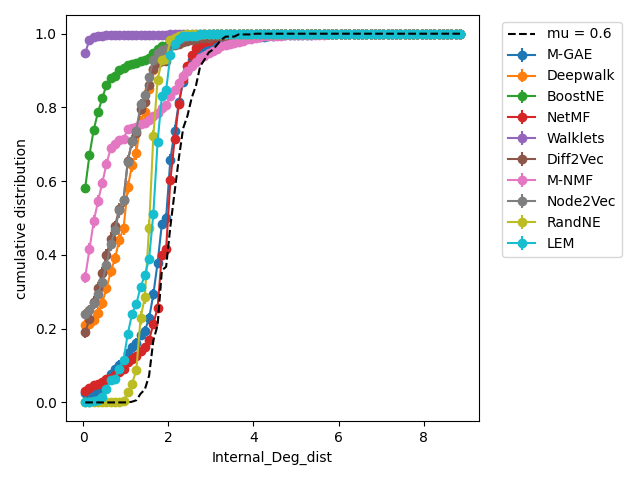 1.0
0.8
0.6
0.4
0.2
0.0
cumulative distribution
0
2
4
6
8
Internal_Deg_dist
mu = 0.6
M-GAE
Deepwalk
BoostNE
NetMF
Walklets
Diff2Vec
M-NMF
Node2Vec
RandNE
LEM